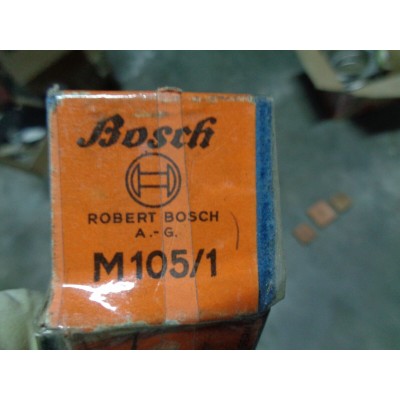 Bosch
ROBERT BOSCH
A.-G.
M105/1